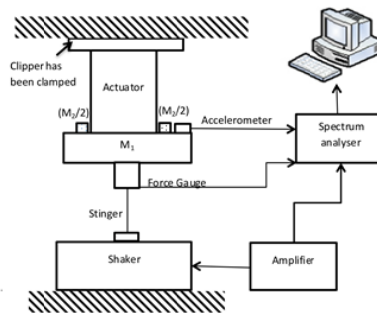 Clipper has
been clamped
Actuator
(M₂/2)
(M₂/2)
Accelerometer
M₁
Spectrum
analyser
Force Gauge
Stinger
Shaker
Amplifier